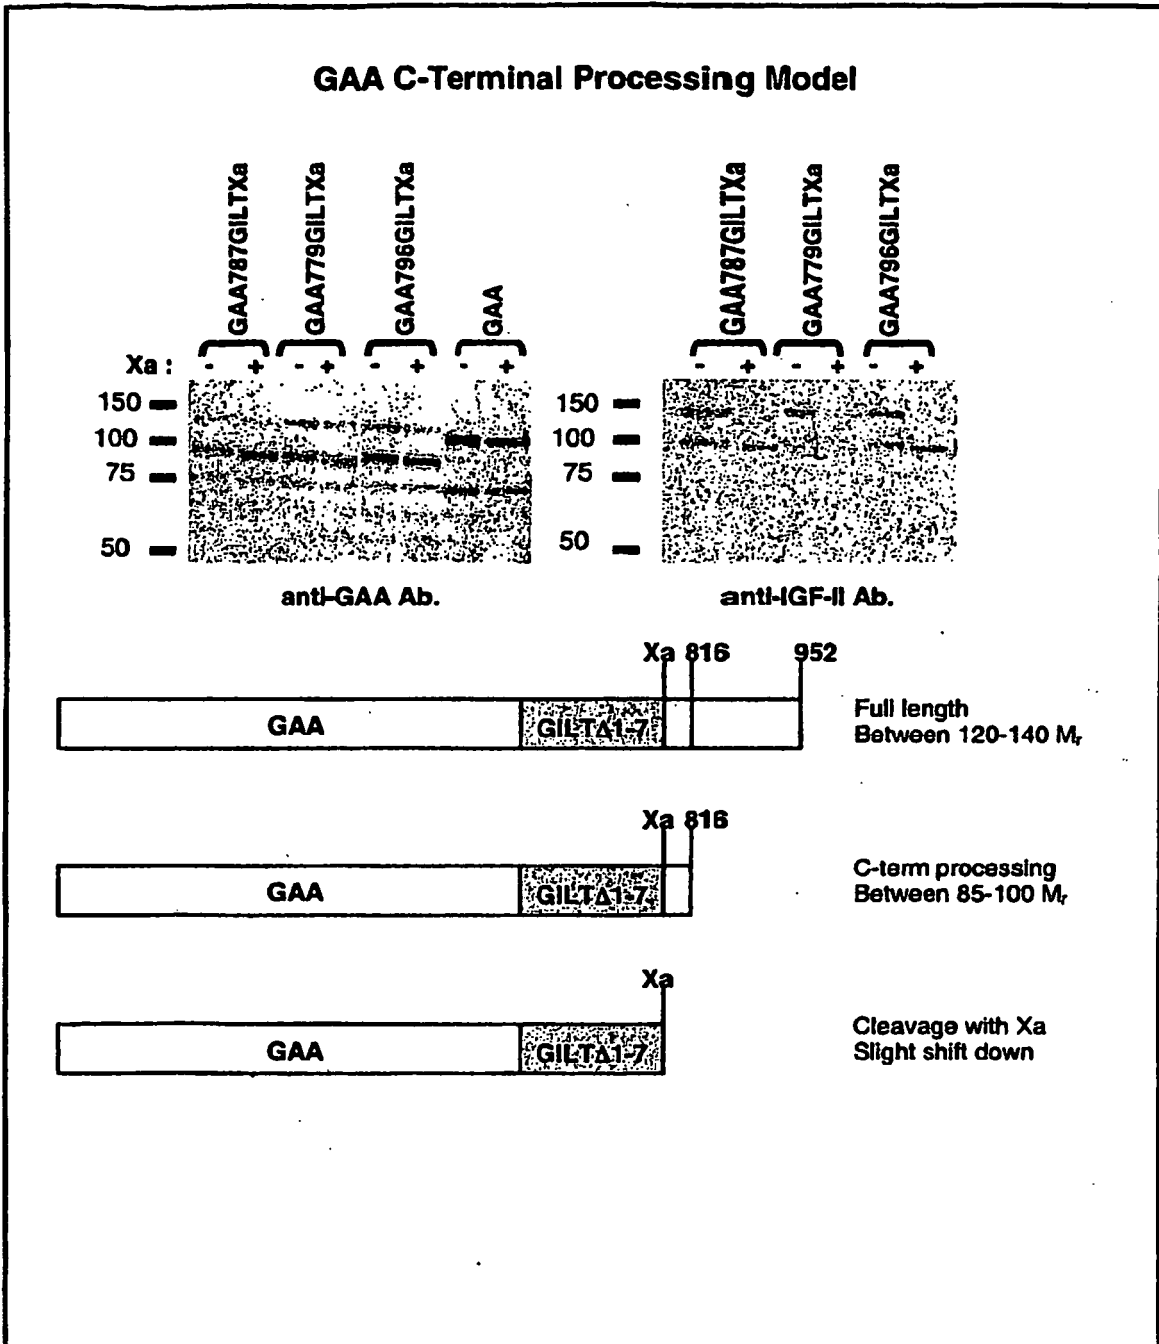 GAA C-Terminal Processing Model
GAA787GILTXa
GAA779GILTXa
GAA796GILTXa
GAA
GAA787GILTXa
GAA779GILTXa
GAA796GILTXa
Xa : - + - + - + - +
- + - + - +
150
100
75
50
150
100
75
50
anti-GAA Ab.
anti-IGF-II Ab.
Xa 816 952
GAA GILTΔ1-7
Full length
Between 120-140 Mr
Xa 816
GAA GILTΔ1-7
C-term processing
Between 85-100 Mr
Xa
GAA GILTΔ1-7
Cleavage with Xa
Slight shift down